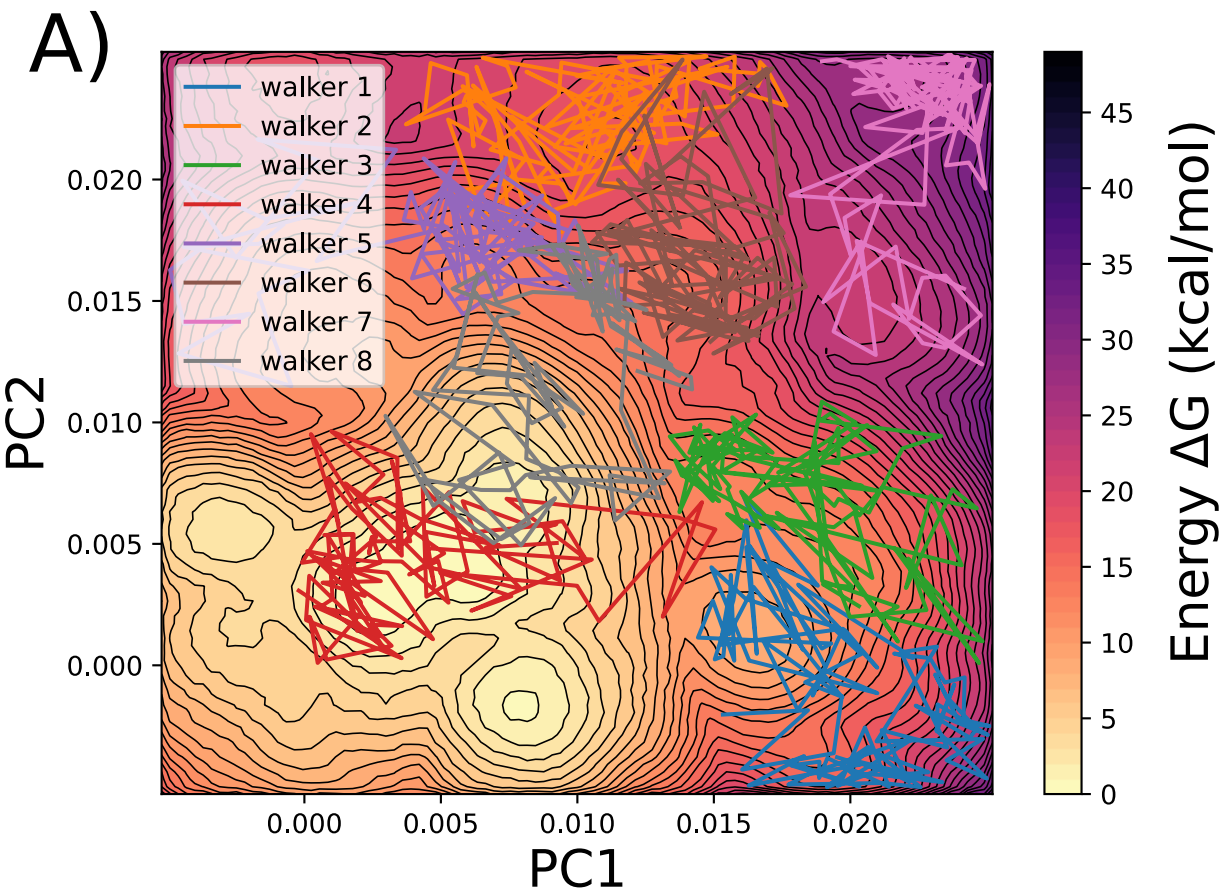 A)
walker 1
walker 2
walker 3
walker 4
walker 5
walker 6
walker 7
walker 8
0.020
0.015
0.010
0.005
0.000
PC2
0.000 0.005 0.010 0.015 0.020
PC1
45
40
35
30
25
20
15
10
5
0
Energy ΔG (kcal/mol)